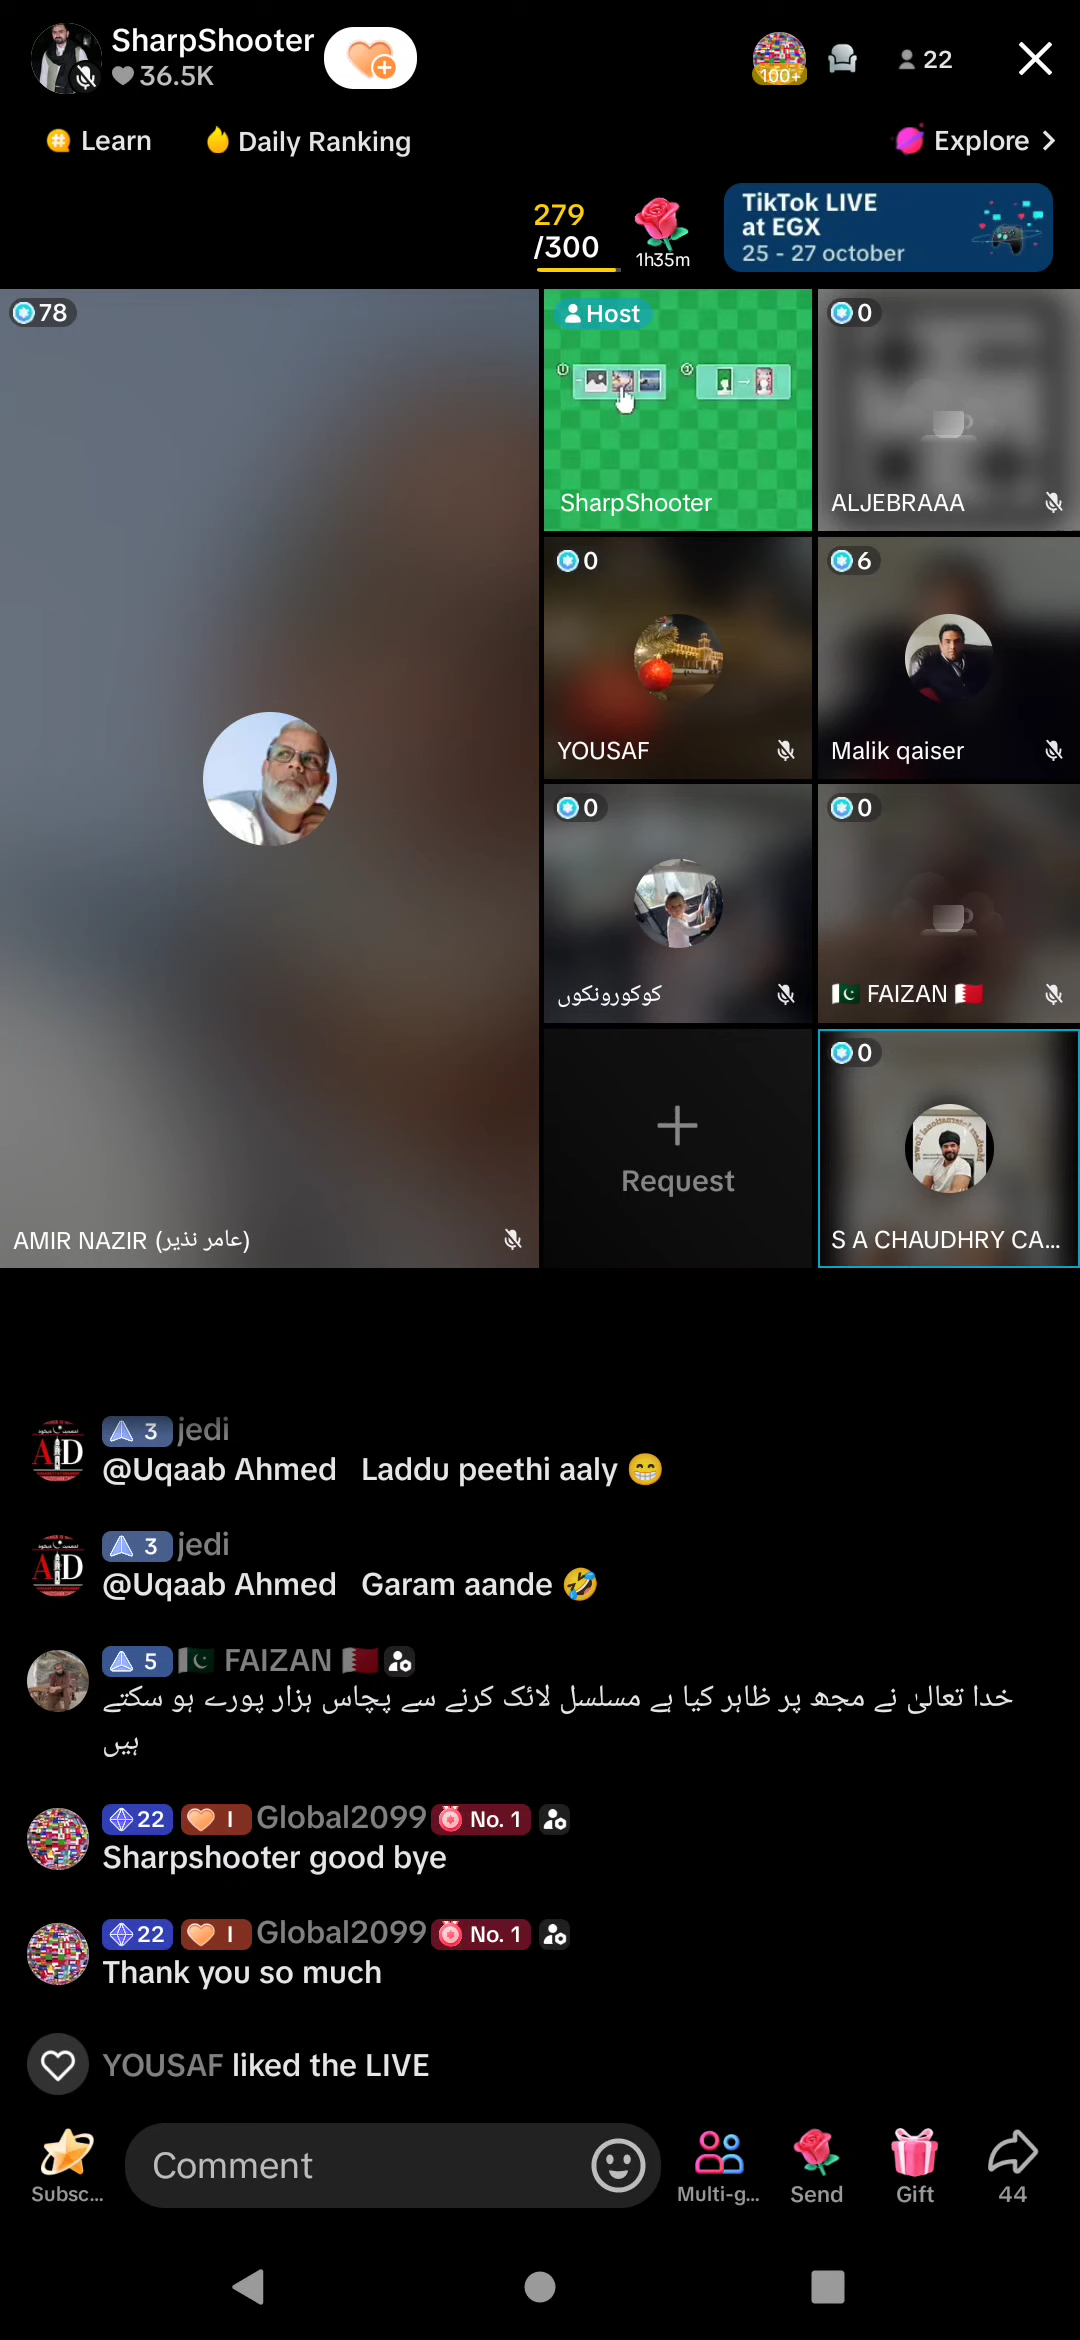 SharpShooter
36.5K
100+
22
Learn
Daily Ranking
Explore
279
/300
1h35m
TikTok LIVE
at EGX
25 - 27 october
78
Host
SharpShooter
0
ALJEBRAAA
0
YOUSAF
6
Malik qaiser
0
کوکورونکوں
0
🇵🇰 FAIZAN 🇧🇭
Request
0
S A CHAUDHRY CA...
AMIR NAZIR (عامر نذیر)
3 jedi
@Uqaab Ahmed Laddu peethi aaly 😁
3 jedi
@Uqaab Ahmed Garam aande 🤣
5 🇵🇰 FAIZAN 🇧🇭
خدا تعالیٰ نے مجھ پر ظاہر کیا ہے مسلسل لائک کرنے سے پچاس ہزار پورے ہو سکتے
ہیں
22 I Global2099 No. 1
Sharpshooter good bye
22 I Global2099 No. 1
Thank you so much
YOUSAF liked the LIVE
Subsc...
Comment
Multi-g...
Send
Gift
44